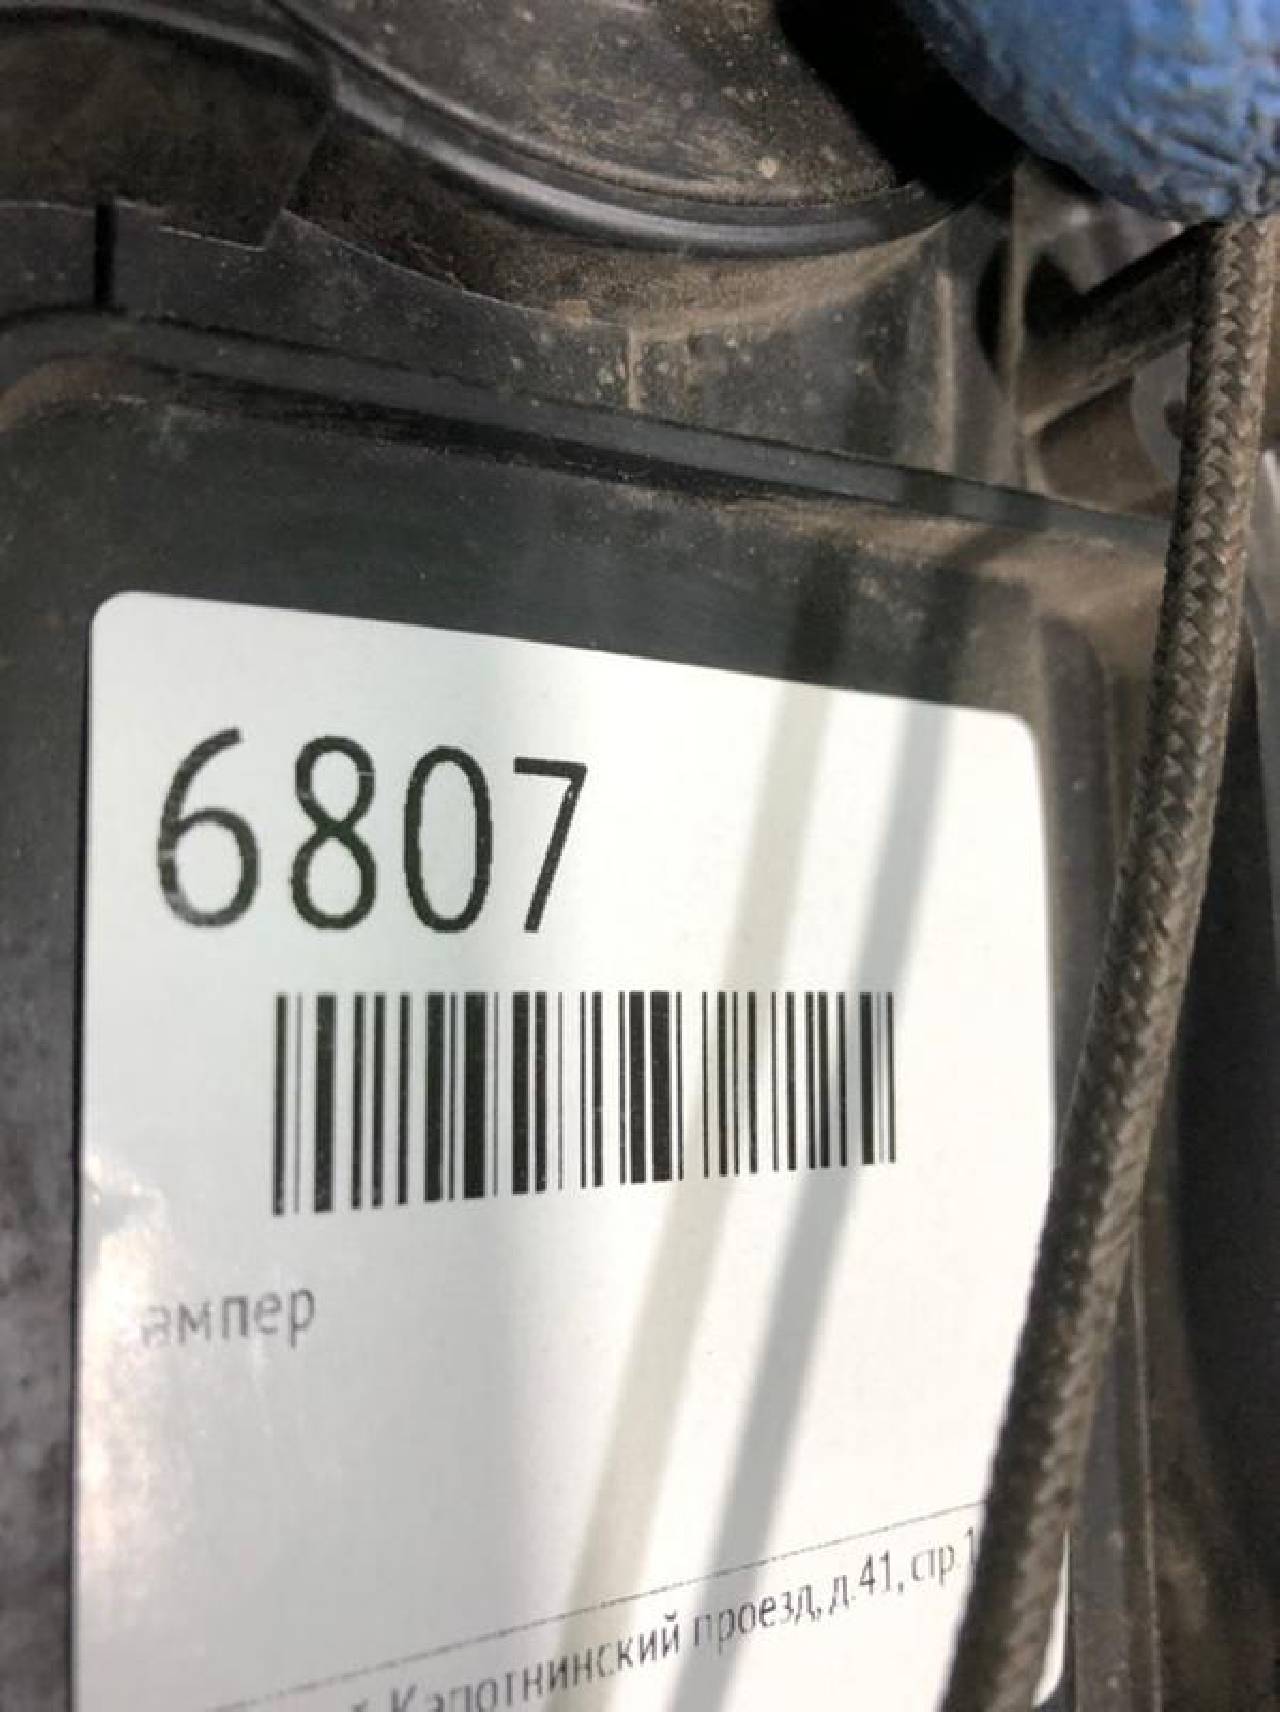 6807
ампер
Капотнинский проезд, д.41, стр.1